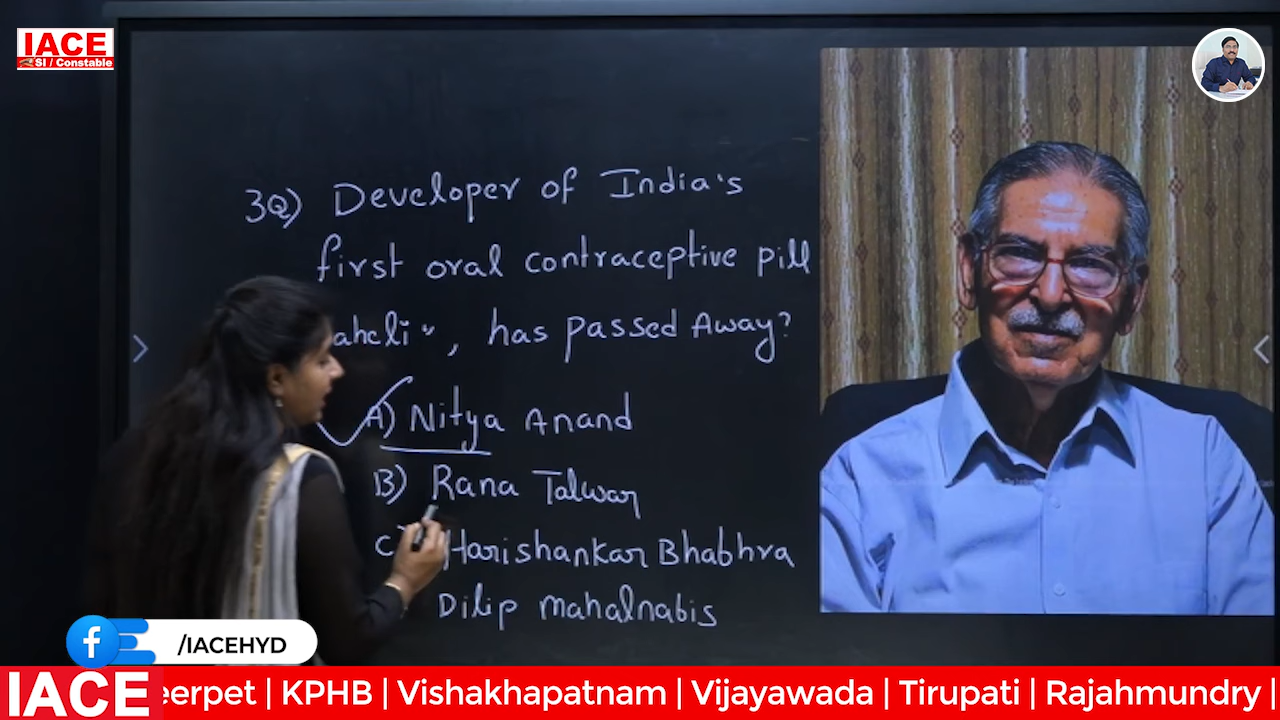 IACE
SI / Constable
3Q) Developer of India's
first oral contraceptive pill
aheli", has passed Away?
A) Nitya Anand
B) Rana Talwar
C) Harishankar Bhabhra
Dilip mahalnabis
/IACEHYD
IACE eerpet | KPHB | Vishakhapatnam | Vijayawada | Tirupati | Rajahmundry |